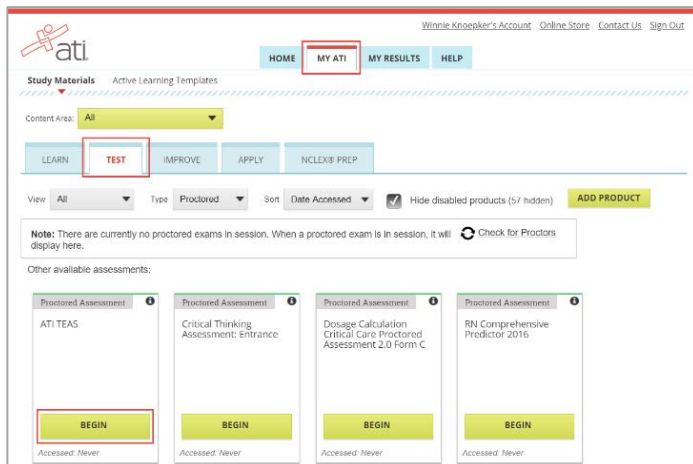 Winnie Knoepker's Account Online Store Contact Us Sign Out
ati
HOME MY ATI MY RESULTS HELP
Study Materials Active Learning Templates
Content Area: All
LEARN TEST IMPROVE APPLY NCLEX® PREP
View All Type Proctored Sort Date Accessed Hide disabled products (57 hidden) ADD PRODUCT
Note: There are currently no proctored exams in session. When a proctored exam is in session, it will Check for Proctors
display here.
Other available assessments:
Proctored Assessment Proctored Assessment Proctored Assessment Proctored Assessment
ATI TEAS Critical Thinking Dosage Calculation RN Comprehensive
Assessment: Entrance Critical Care Proctored Predictor 2016
Assessment 2.0 Form C
BEGIN BEGIN BEGIN BEGIN
Accessed: Never Accessed: Never Accessed: Never Accessed: Never